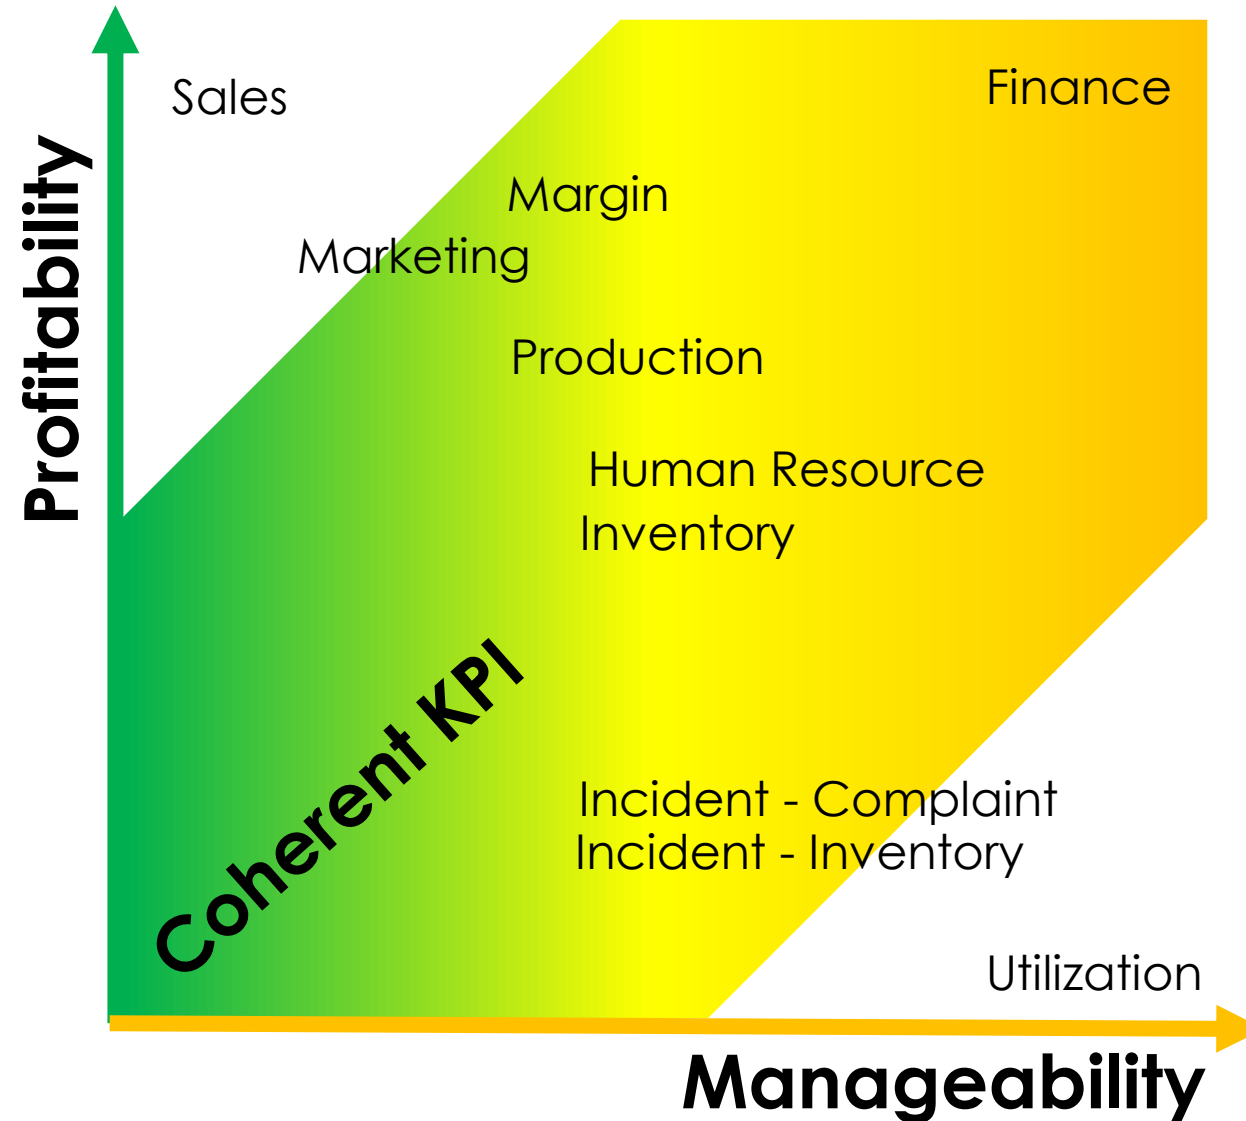 Sales
Finance
Margin
Marketing
Profitability
Production
Human Resource
Inventory
Coherent KPI
Incident - Complaint
Incident - Inventory
Utilization
Manageability